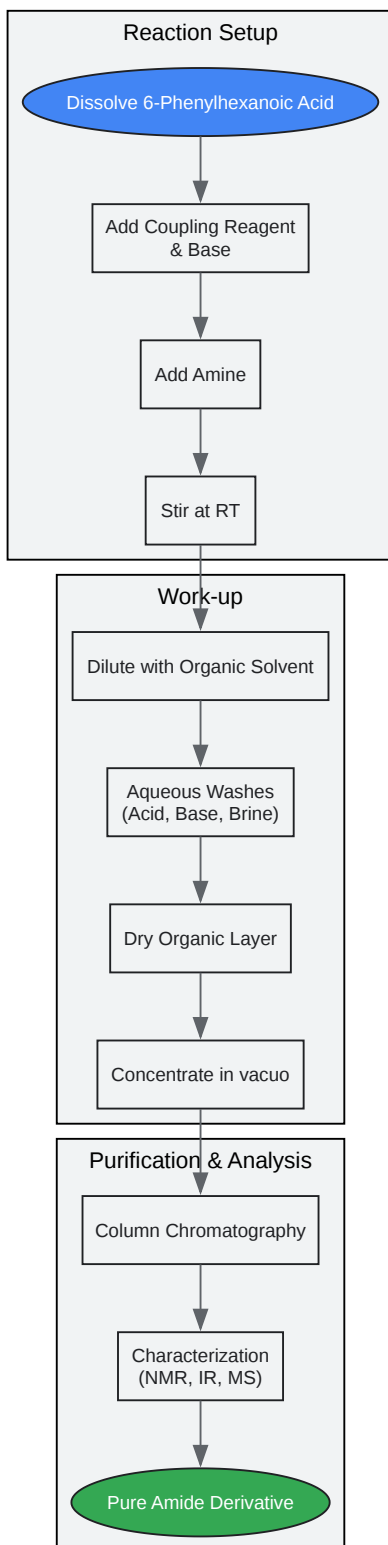 Reaction Setup
Dissolve 6-Phenylhexanoic Acid
Add Coupling Reagent
& Base
Add Amine
Stir at RT
Work-up
Dilute with Organic Solvent
Aqueous Washes
(Acid, Base, Brine)
Dry Organic Layer
Concentrate in vacuo
Purification & Analysis
Column Chromatography
Characterization
(NMR, IR, MS)
Pure Amide Derivative